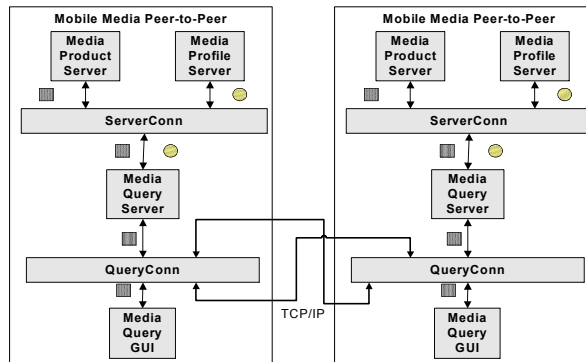 Mobile Media Peer-to-Peer
Media
Product
Server
Media
Profile
Server
ServerConn
Media
Query
Server
QueryConn
Media
Query
GUI
TCP/IP
Mobile Media Peer-to-Peer
Media
Product
Server
Media
Profile
Server
ServerConn
Media
Query
Server
QueryConn
Media
Query
GUI